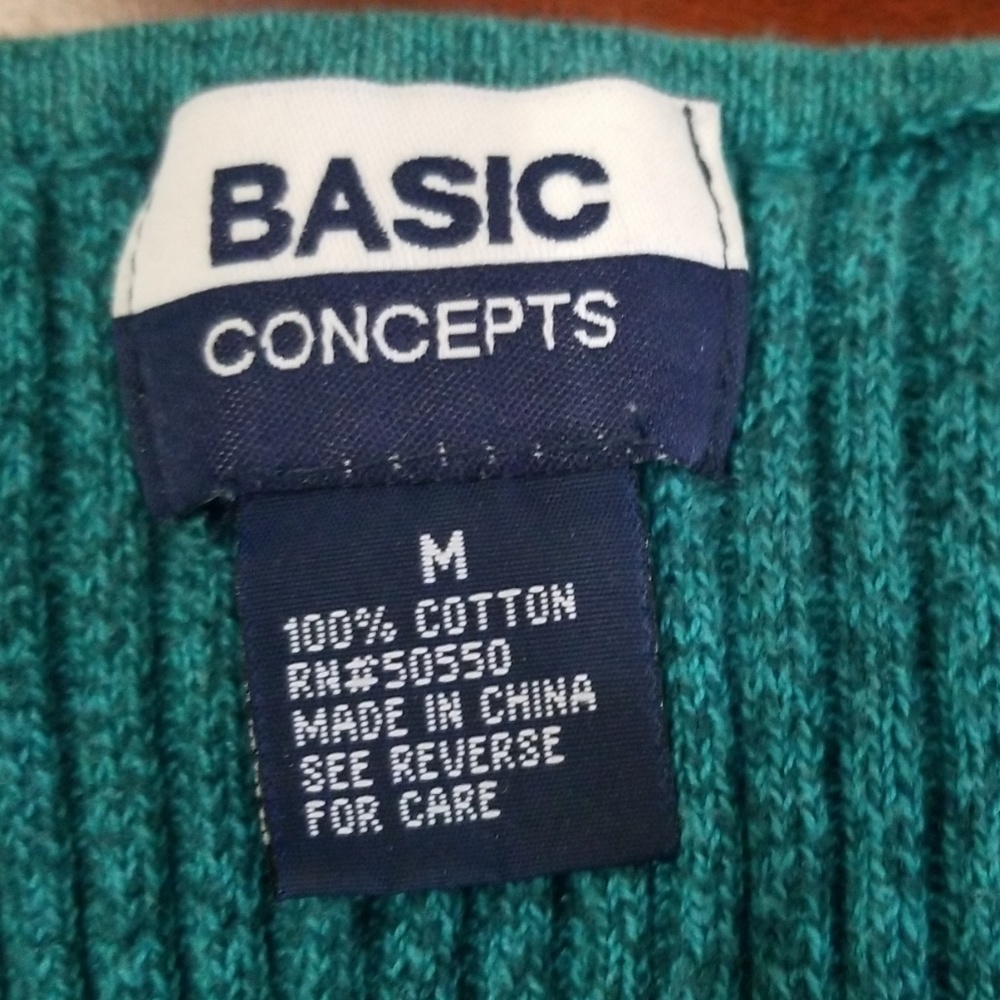 BASIC
CONCEPTS
M
100% COTTON
RN#50550
MADE IN CHINA
SEE REVERSE
FOR CARE